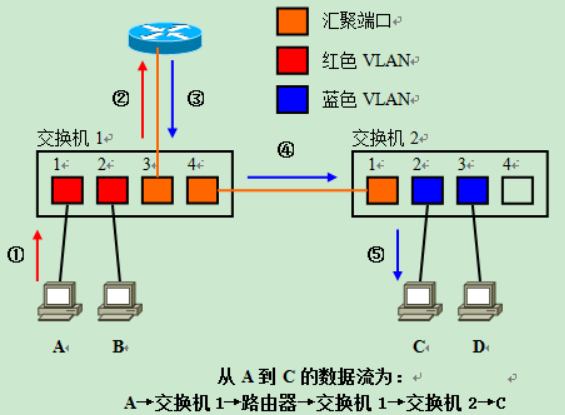 汇聚端口
红色 VLAN
蓝色 VLAN
② ③
交换机 1
1 2 3 4
④
交换机 2
1 2 3 4
①
⑤
A B
C D
从 A 到 C 的数据流为：
A→交换机 1→路由器→交换机 1→交换机 2→C